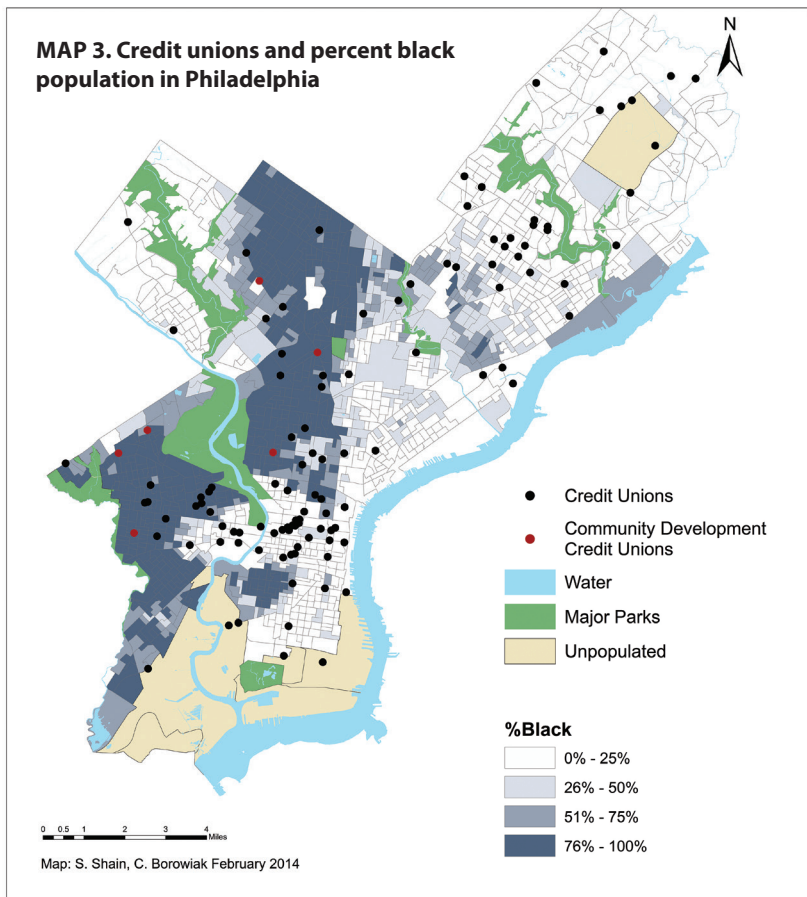 MAP 3. Credit unions and percent black
population in Philadelphia
N
Credit Unions
Community Development
Credit Unions
Water
Major Parks
Unpopulated
%Black
0% - 25%
26% - 50%
51% - 75%
76% - 100%
0 0.5 1 2 3 4
Miles
Map: S. Shain, C. Borowiak February 2014